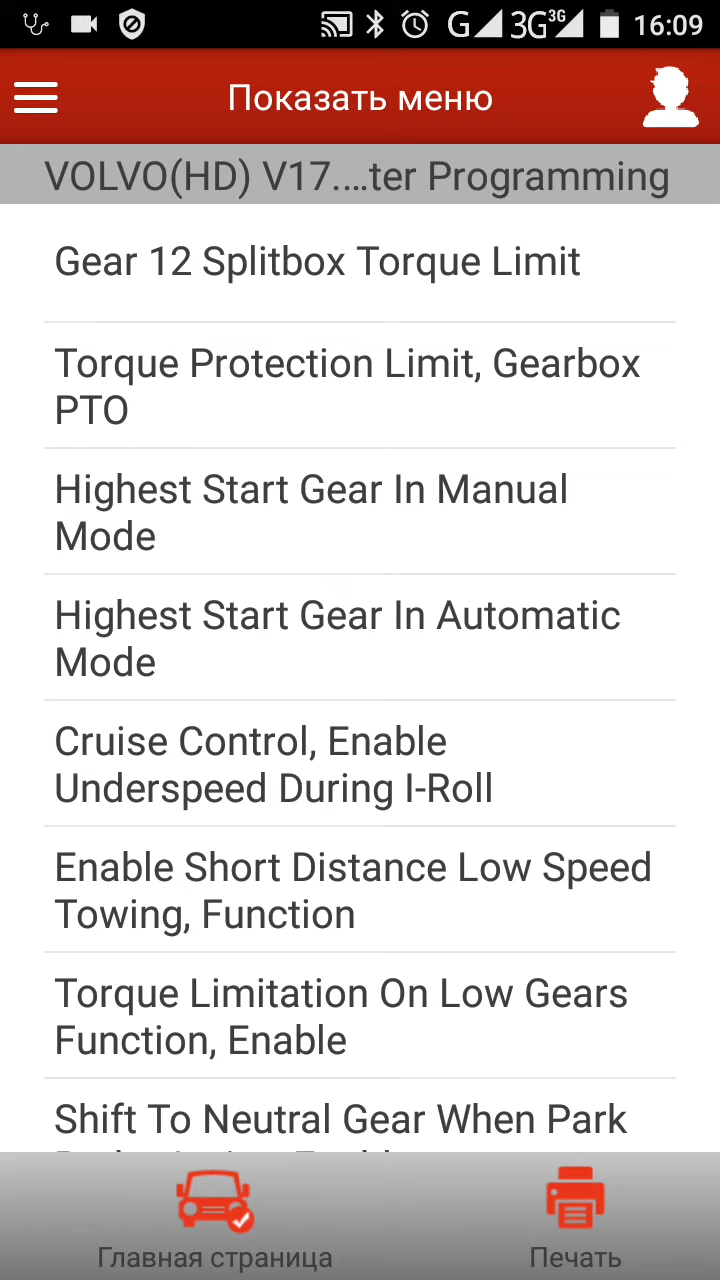 G 3G 3G 16:09
Показать меню
VOLVO(HD) V17....ter Programming
Gear 12 Splitbox Torque Limit
Torque Protection Limit, Gearbox
PTO
Highest Start Gear In Manual
Mode
Highest Start Gear In Automatic
Mode
Cruise Control, Enable
Underspeed During I-Roll
Enable Short Distance Low Speed
Towing, Function
Torque Limitation On Low Gears
Function, Enable
Shift To Neutral Gear When Park
Главная страница
Печать